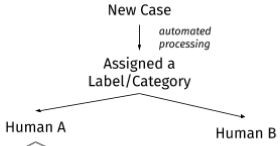 New Case
automated
processing
Assigned a
Label/Category
Human A
Human B